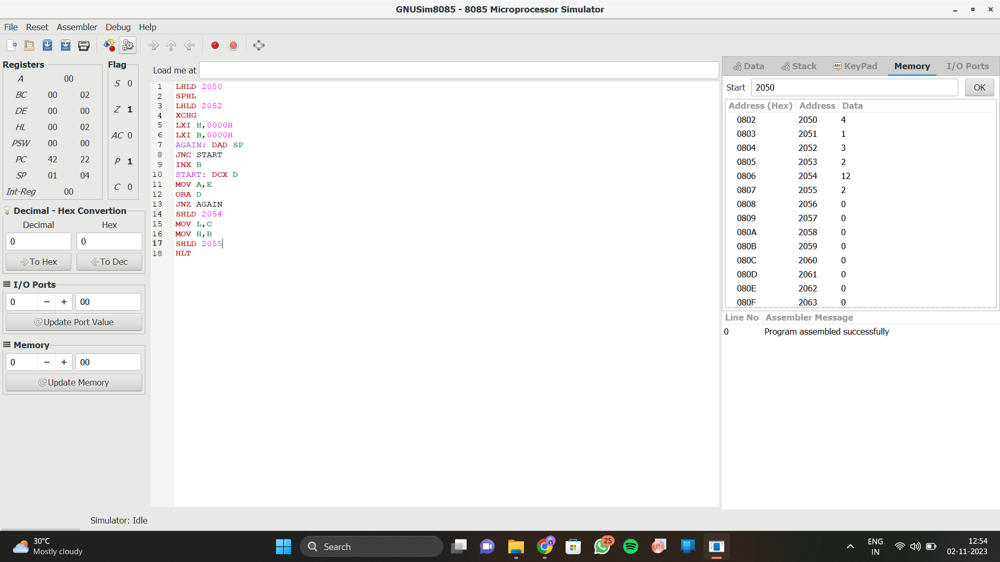 GNUSim8085 - 8085 Microprocessor Simulator
File Reset Assembler Debug Help
Registers
A 00
BC 00 02
DE 00 00
HL 00 02
PSW 00 00
PC 42 22
SP 01 04
Int-Reg 00
Flag
S 0
Z 1
AC 0
P 1
C 0
Decimal - Hex Convertion
Decimal Hex
0 0
To Hex To Dec
I/O Ports
0 − + 00
Update Port Value
Memory
0 − + 00
Update Memory
Load me at
1 LHLD 2050
2 SPHL
3 LHLD 2052
4 XCHG
5 LXI H,0000H
6 LXI B,0000H
7 AGAIN: DAD SP
8 JNC START
9 INX B
10 START: DCX D
11 MOV A,E
12 ORA D
13 JNZ AGAIN
14 SHLD 2054
15 MOV L,C
16 MOV H,B
17 SHLD 2055
18 HLT
Data Stack Abc KeyPad Memory I/O Ports
Start 2050 OK
Address (Hex) Address Data
0802 2050 4
0803 2051 1
0804 2052 3
0805 2053 2
0806 2054 12
0807 2055 2
0808 2056 0
0809 2057 0
080A 2058 0
080B 2059 0
080C 2060 0
080D 2061 0
080E 2062 0
080F 2063 0
Line No Assembler Message
0 Program assembled successfully
Simulator: Idle
30°C
Mostly cloudy
Search
25
ENG
IN
12:54
02-11-2023